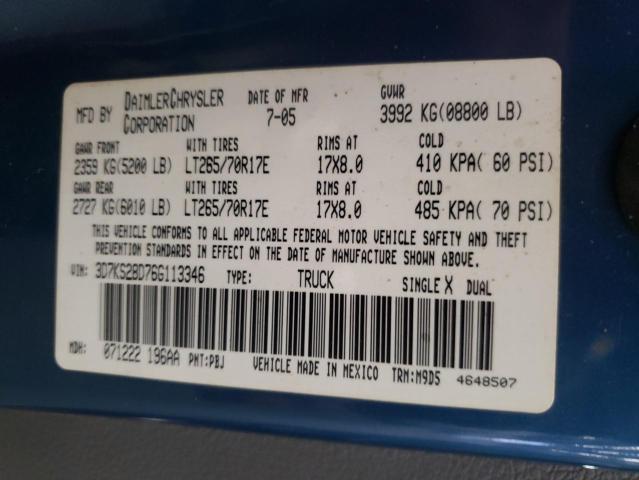 MFD BY DAIMLERCHRYSLER CORPORATION DATE OF MFR 7-05 GVWR 3992 KG(08800 LB)
GAWR FRONT WITH TIRES RIMS AT COLD
2359 KG(5200 LB) LT265/70R17E 17X8.0 410 KPA( 60 PSI)
GAWR REAR WITH TIRES RIMS AT COLD
2727 KG(6010 LB) LT265/70R17E 17X8.0 485 KPA( 70 PSI)
THIS VEHICLE CONFORMS TO ALL APPLICABLE FEDERAL MOTOR VEHICLE SAFETY AND THEFT
PREVENTION STANDARDS IN EFFECT ON THE DATE OF MANUFACTURE SHOWN ABOVE.
VIN: 3D7KS28D76G113346 TYPE: TRUCK SINGLE X DUAL
MDH: 071222 196AA PNT:PBJ VEHICLE MADE IN MEXICO TRM:M9D5 4648507